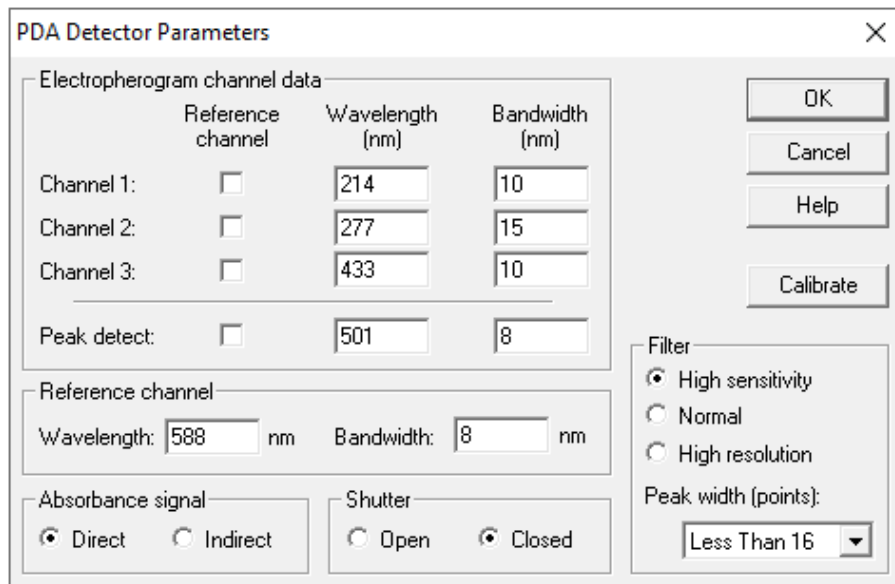 PDA Detector Parameters
Electropherogram channel data
Reference channel
Wavelength (nm)
Bandwidth (nm)
Channel 1: 214 10
Channel 2: 277 15
Channel 3: 433 10
Peak detect: 501 8
Reference channel
Wavelength: 588 nm Bandwidth: 8 nm
Absorbance signal
Direct Indirect
Shutter
Open Closed
OK
Cancel
Help
Calibrate
Filter
High sensitivity
Normal
High resolution
Peak width (points):
Less Than 16